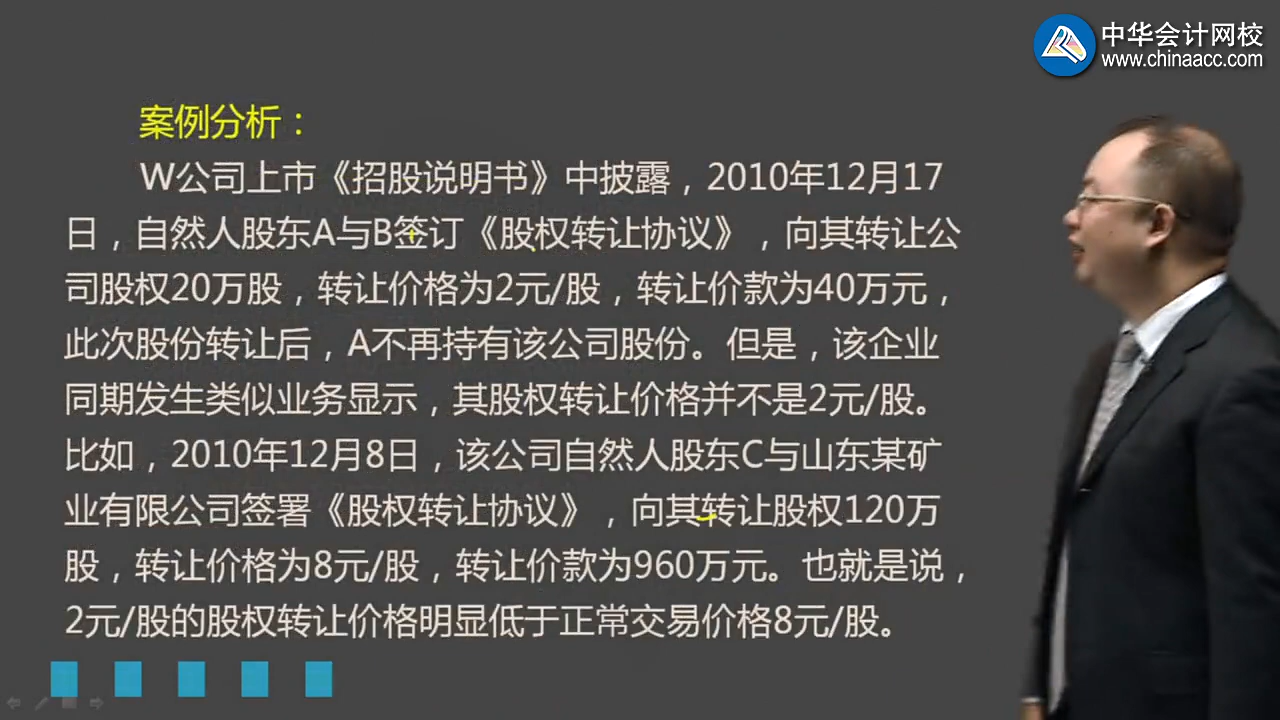 中华会计网校
www.chinaacc.com
案例分析：
W公司上市《招股说明书》中披露，2010年12月17
日，自然人股东A与B签订《股权转让协议》，向其转让公
司股权20万股，转让价格为2元/股，转让价款为40万元，
此次股份转让后，A不再持有该公司股份。但是，该企业
同期发生类似业务显示，其股权转让价格并不是2元/股。
比如，2010年12月8日，该公司自然人股东C与山东某矿
业有限公司签署《股权转让协议》，向其转让股权120万
股，转让价格为8元/股，转让价款为960万元。也就是说，
2元/股的股权转让价格明显低于正常交易价格8元/股。